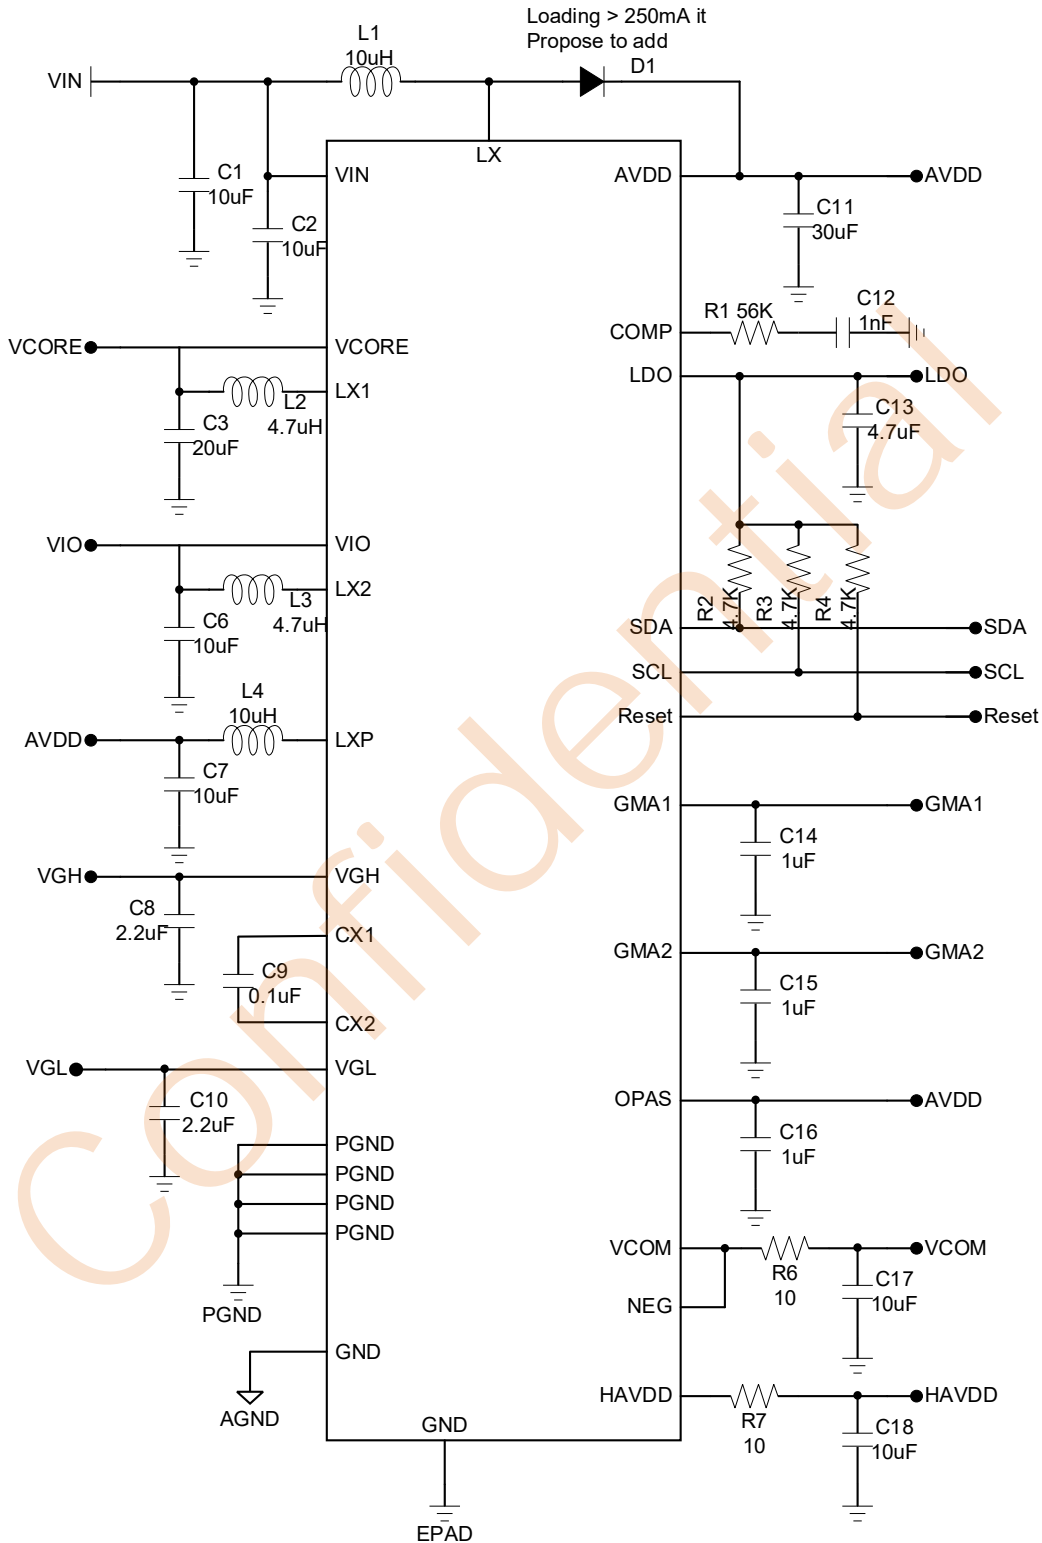 Loading > 250mA it
Propose to add
D1
L1
10uH
VIN
LX
C1
10uF
VIN
C2
10uF
AVDD
AVDD
C11
30uF
COMP
R1 56K
C12
1nF
VCORE
VCORE
LX1
L2
4.7uH
C3
20uF
LDO
LDO
C13
4.7uF
VIO
VIO
LX2
L3
4.7uH
C6
10uF
R2
4.7K
R3
4.7K
R4
4.7K
SDA
SDA
SCL
SCL
Reset
Reset
L4
10uH
AVDD
LXP
C7
10uF
GMA1
GMA1
C14
1uF
VGH
VGH
C8
2.2uF
CX1
C9
0.1uF
CX2
GMA2
GMA2
C15
1uF
VGL
VGL
C10
2.2uF
OPAS
AVDD
C16
1uF
PGND
PGND
PGND
PGND
PGND
VCOM
R6
10
VCOM
C17
10uF
NEG
GND
AGND
HAVDD
R7
10
HAVDD
C18
10uF
GND
EPAD
Confidential